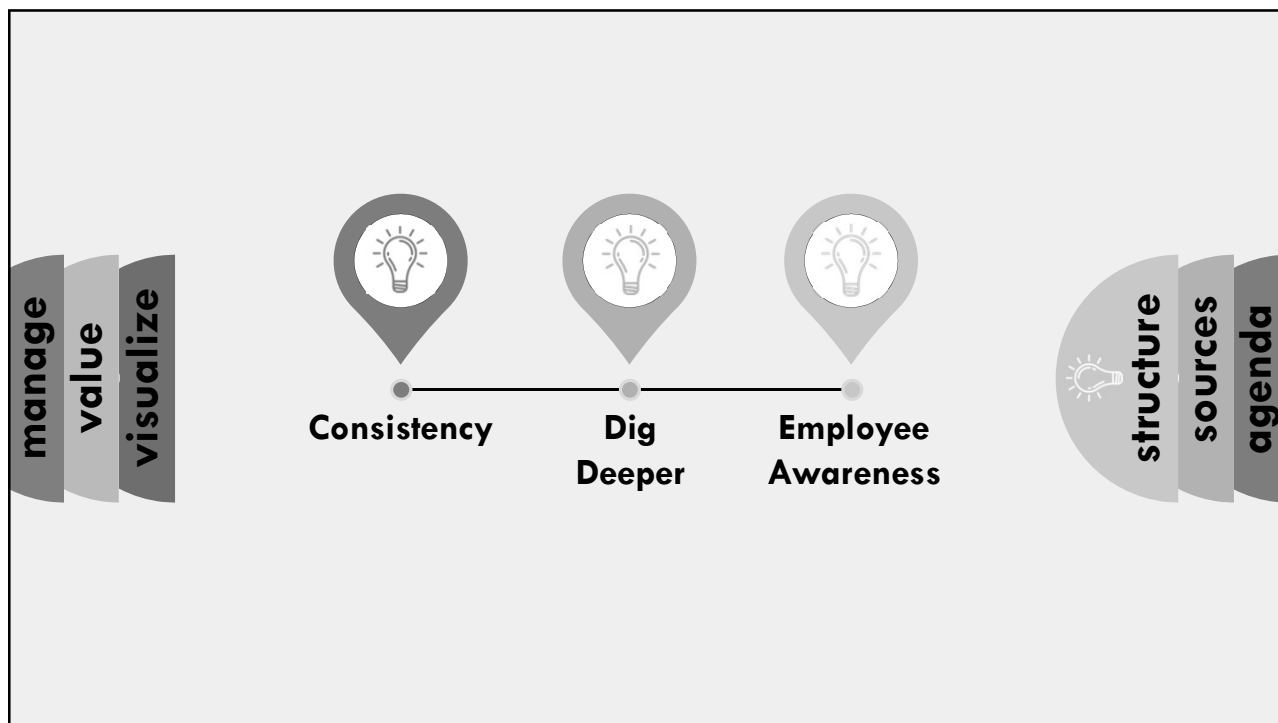 manage
value
visualize
Consistency
Dig
Deeper
Employee
Awareness
structure
sources
agenda